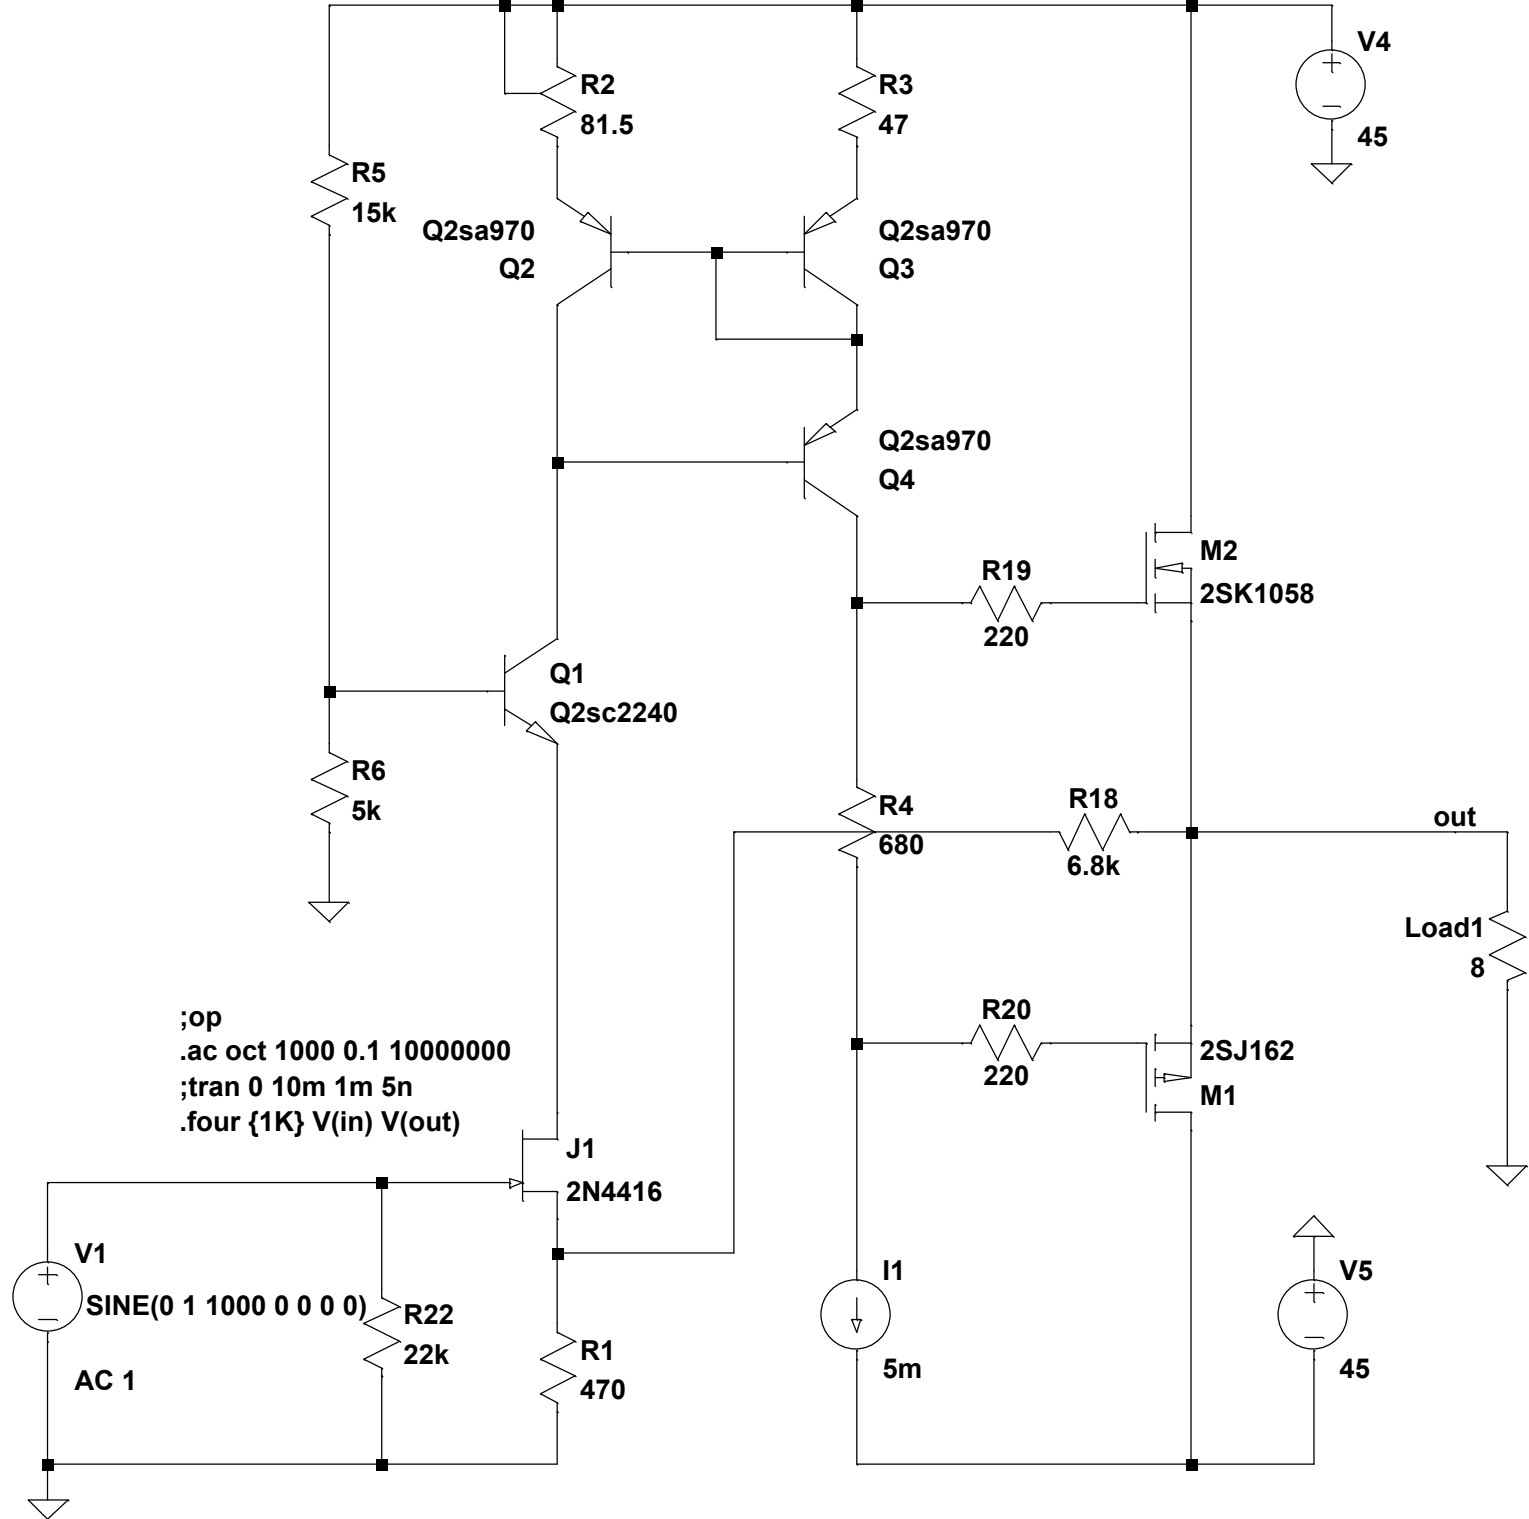 V4
45
R2
81.5
R3
47
R5
15k
Q2sa970
Q2
Q2sa970
Q3
Q2sa970
Q4
R19
220
M2
2SK1058
Q1
Q2sc2240
R6
5k
R4
680
R18
6.8k
out
Load1
8
;op
.ac oct 1000 0.1 10000000
;tran 0 10m 1m 5n
.four {1K} V(in) V(out)
R20
220
2SJ162
M1
J1
2N4416
V1
SINE(0 1 1000 0 0 0 0)
AC 1
R22
22k
R1
470
I1
5m
V5
45